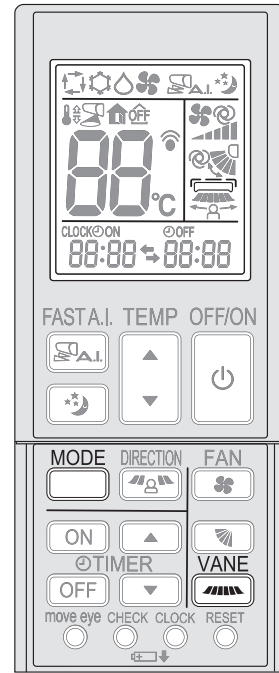 A.I.
OFF
88 °C
CLOCK ON OFF
88:88 88:88
FAST A.I. TEMP OFF/ON
A.I.
MODE DIRECTION FAN
ON
TIMER VANE
OFF
move eye CHECK CLOCK RESET